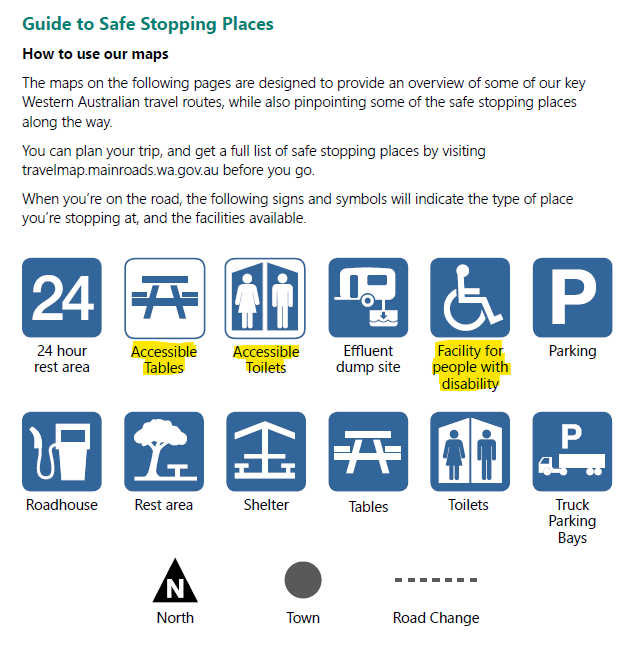 Guide to Safe Stopping Places
How to use our maps
The maps on the following pages are designed to provide an overview of some of our key
Western Australian travel routes, while also pinpointing some of the safe stopping places
along the way.
You can plan your trip, and get a full list of safe stopping places by visiting
travelmap.mainroads.wa.gov.au before you go.
When you're on the road, the following signs and symbols will indicate the type of place
you're stopping at, and the facilities available.
24
P
24 hour
rest area
Accessible
Tables
Accessible
Toilets
Effluent
dump site
Facility for
people with
disability
Parking
P
Roadhouse
Rest area
Shelter
Tables
Toilets
Truck
Parking
Bays
N
North
Town
Road Change